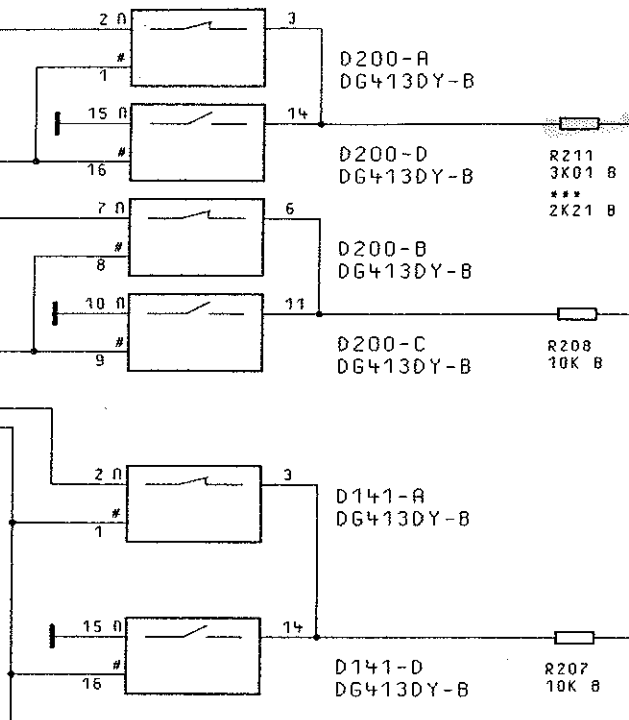 2 ∩ 3
#
1
D200-A
DG413DY-B
15 ∩ 14
#
16
D200-D
DG413DY-B
R211
3K01 B
***
2K21 B
7 ∩ 6
#
8
D200-B
DG413DY-B
10 ∩ 11
#
9
D200-C
DG413DY-B
R208
10K B
2 ∩ 3
#
1
D141-A
DG413DY-B
15 ∩ 14
#
16
D141-D
DG413DY-B
R207
10K B